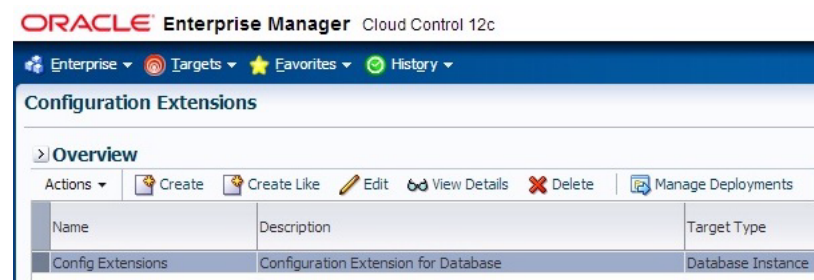 ORACLE Enterprise Manager Cloud Control 12c
Enterprise Targets Favorites History
Configuration Extensions
Overview
Actions Create Create Like Edit View Details Delete Manage Deployments
Name Description Target Type
Config Extensions Configuration Extension for Database Database Instance